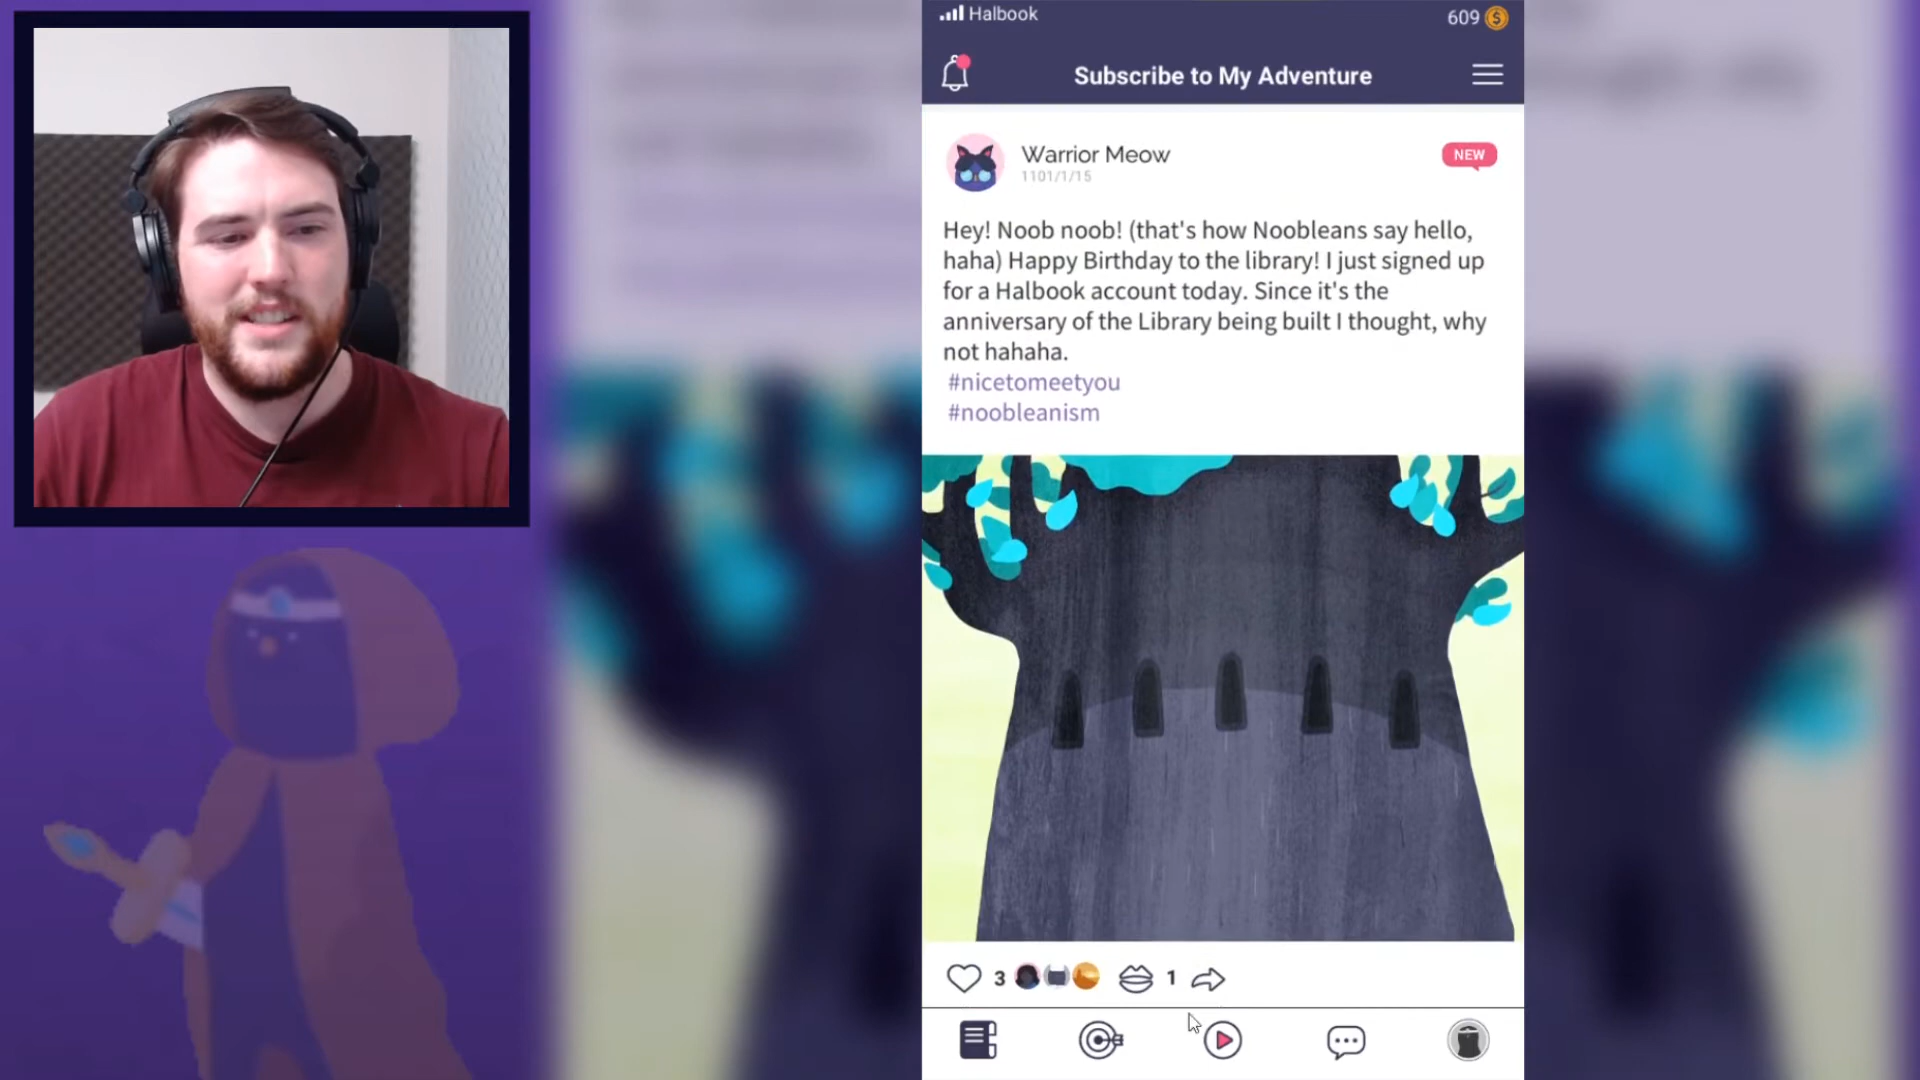 Halbook
609
Subscribe to My Adventure
Warrior Meow
NEW
1101/1/15
Hey! Noob noob! (that's how Noobleans say hello,
haha) Happy Birthday to the library! I just signed up
for a Halbook account today. Since it's the
anniversary of the Library being built I thought, why
not hahaha.
#nicetomeetyou
#noobleanism
3
1